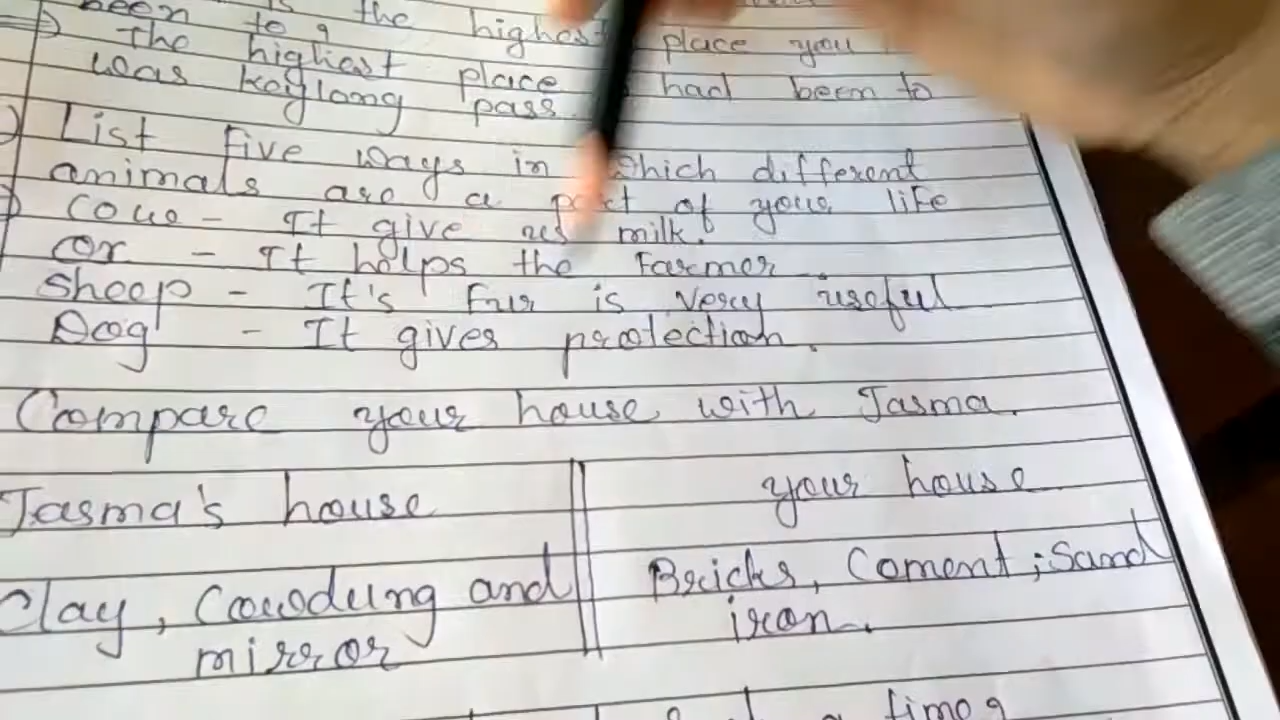 been to?
is the highest place you
The highest place had been to
was Keylong pass.
List Five ways in which different
animals are a part of your life
Cow - It give us milk.
Ox - It helps the Farmer.
Sheep - It's Fur is very useful
Dog - It gives protection.
Compare your house with Jasma.
Jasma's house
your house
Clay, Cowdung and
mirror
Bricks, Cement, Sand
iron.
time?